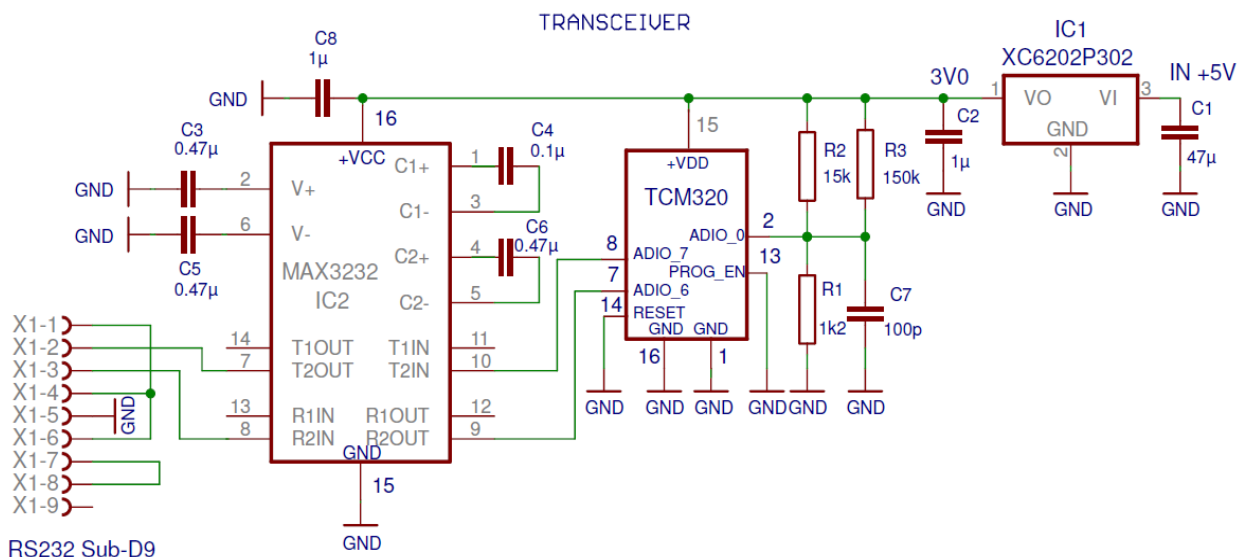 TRANSCEIVER
C8
1µ
GND
16
+VCC
C3
0.47µ
GND
2
V+
GND
6
V-
C5
0.47µ
MAX3232
IC2
C1+
1
C4
0.1µ
C1-
3
C2+
4
C6
0.47µ
C2-
5
14
T1OUT
7
T2OUT
T1IN
11
T2IN
10
13
R1IN
8
R2IN
R1OUT
12
R2OUT
9
GND
15
GND
X1-1
X1-2
X1-3
X1-4
X1-5
X1-6
X1-7
X1-8
X1-9
GND
RS232 Sub-D9
15
+VDD
TCM320
ADIO_0
2
8
ADIO_7
PROG_EN
13
7
ADIO_6
14
RESET
GND
GND
16
1
GND
GND
GND
GND
GND
GND
R2
15k
R3
150k
R1
1k2
C7
100p
3V0
C2
1µ
GND
IC1
XC6202P302
1
VO
VI
3
GND
2
GND
IN +5V
C1
47µ
GND